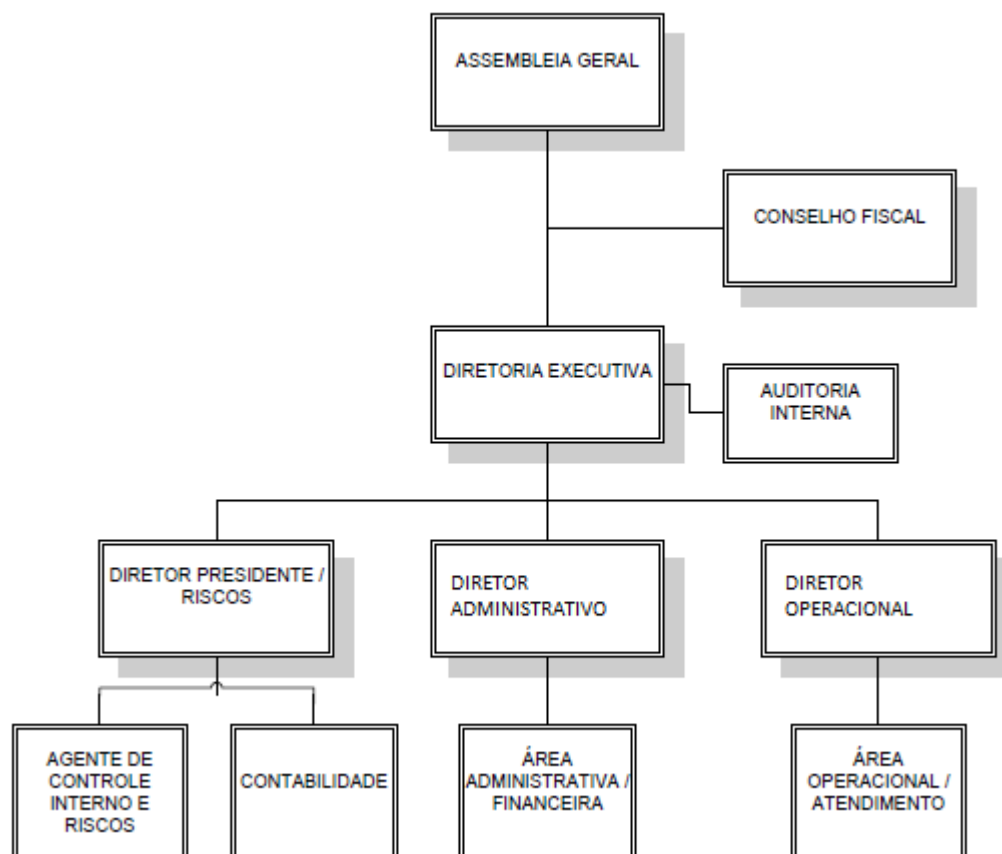 ASSEMBLEIA GERAL
CONSELHO FISCAL
DIRETORIA EXECUTIVA
AUDITORIA
INTERNA
DIRETOR PRESIDENTE /
RISCOS
DIRETOR
ADMINISTRATIVO
DIRETOR
OPERACIONAL
AGENTE DE
CONTROLE
INTERNO E
RISCOS
CONTABILIDADE
ÁREA
ADMINISTRATIVA /
FINANCEIRA
ÁREA
OPERACIONAL /
ATENDIMENTO